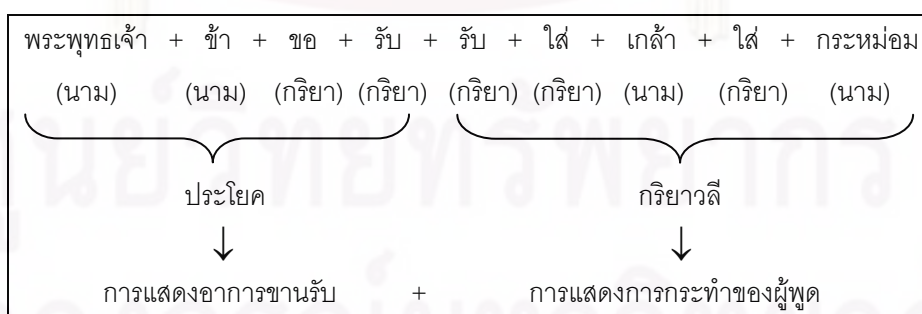 พระพุทธเจ้า + ข้า + ขอ + รับ + รับ + ใส่ + เกล้า + ใส่ + กระหม่อม
(นาม) (นาม) (กริยา) (กริยา) (กริยา) (กริยา) (นาม) (กริยา) (นาม)
ประโยค กริยาวลี
↓ ↓
การแสดงอาการขานรับ + การแสดงการกระทำของผู้พูด